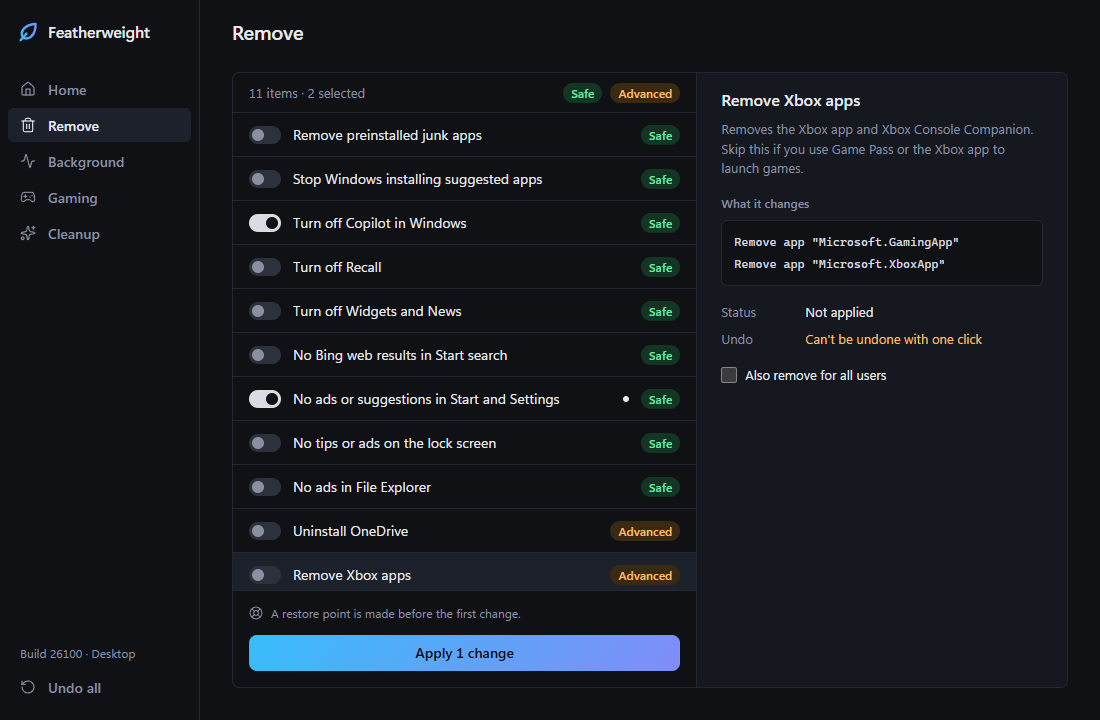 Featherweight
Home
Remove
Background
Gaming
Cleanup
Build 26100 · Desktop
Undo all
Remove
11 items · 2 selected
Safe
Advanced
Remove preinstalled junk apps
Safe
Stop Windows installing suggested apps
Safe
Turn off Copilot in Windows
Safe
Turn off Recall
Safe
Turn off Widgets and News
Safe
No Bing web results in Start search
Safe
No ads or suggestions in Start and Settings
Safe
No tips or ads on the lock screen
Safe
No ads in File Explorer
Safe
Uninstall OneDrive
Advanced
Remove Xbox apps
Advanced
A restore point is made before the first change.
Apply 1 change
Remove Xbox apps
Removes the Xbox app and Xbox Console Companion.
Skip this if you use Game Pass or the Xbox app to
launch games.
What it changes
Remove app "Microsoft.GamingApp"
Remove app "Microsoft.XboxApp"
Status
Not applied
Undo
Can't be undone with one click
Also remove for all users